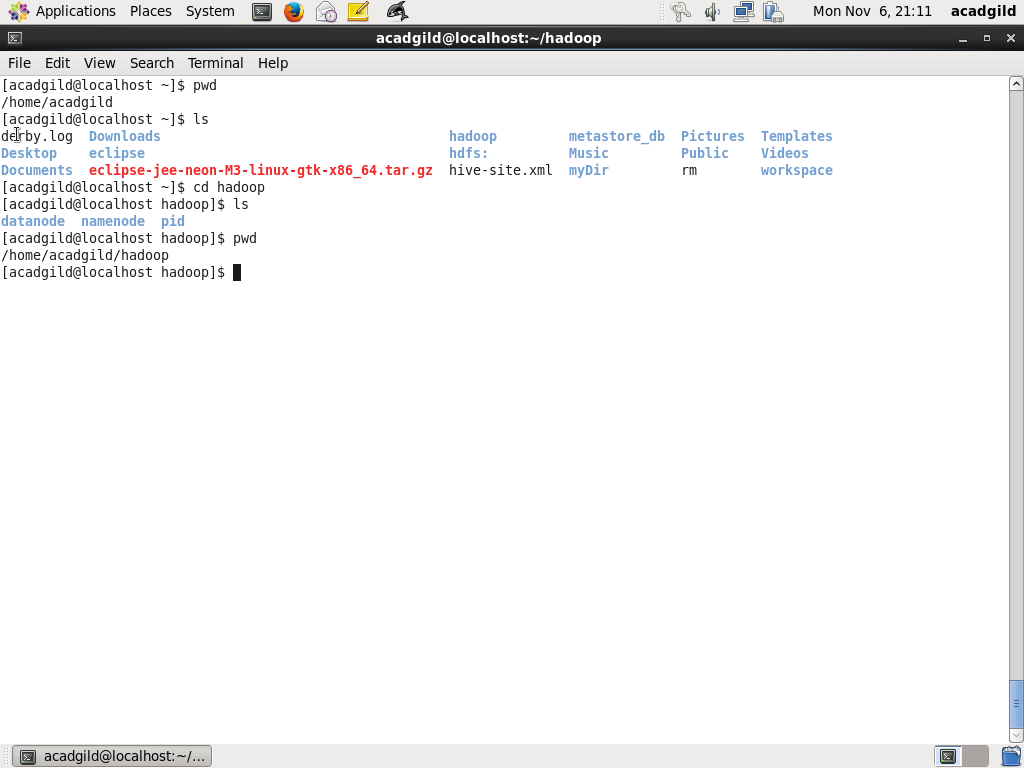 Applications Places System Mon Nov 6, 21:11 acadgild
acadgild@localhost:~/hadoop
File Edit View Search Terminal Help
[acadgild@localhost ~]$ pwd
/home/acadgild
[acadgild@localhost ~]$ ls
derby.log Downloads hadoop metastore_db Pictures Templates
Desktop eclipse hdfs: Music Public Videos
Documents eclipse-jee-neon-M3-linux-gtk-x86_64.tar.gz hive-site.xml myDir rm workspace
[acadgild@localhost ~]$ cd hadoop
[acadgild@localhost hadoop]$ ls
datanode namenode pid
[acadgild@localhost hadoop]$ pwd
/home/acadgild/hadoop
[acadgild@localhost hadoop]$
acadgild@localhost:~/...